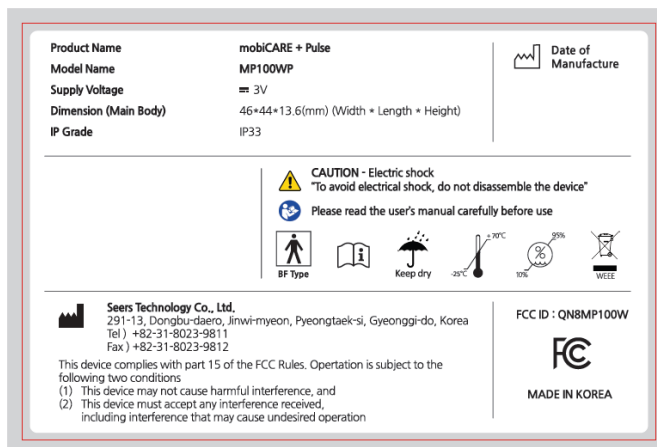 Product Name mobiCARE + Pulse
Model Name MP100WP
Supply Voltage 3V
Dimension (Main Body) 46*44*13.6(mm) (Width * Length * Height)
IP Grade IP33
Date of
Manufacture
CAUTION - Electric shock
"To avoid electrical shock, do not disassemble the device"
Please read the user's manual carefully before use
BF Type
Keep dry
-25℃
+70℃
10%
95%
WEEE
Seers Technology Co., Ltd.
291-13, Dongbu-daero, Jinwi-myeon, Pyeongtaek-si, Gyeonggi-do, Korea
Tel ) +82-31-8023-9811
Fax ) +82-31-8023-9812
This device complies with part 15 of the FCC Rules. Opertation is subject to the
following two conditions
(1) This device may not cause harmful interference, and
(2) This device must accept any interference received,
including interference that may cause undesired operation
FCC ID : QN8MP100W
FC
MADE IN KOREA